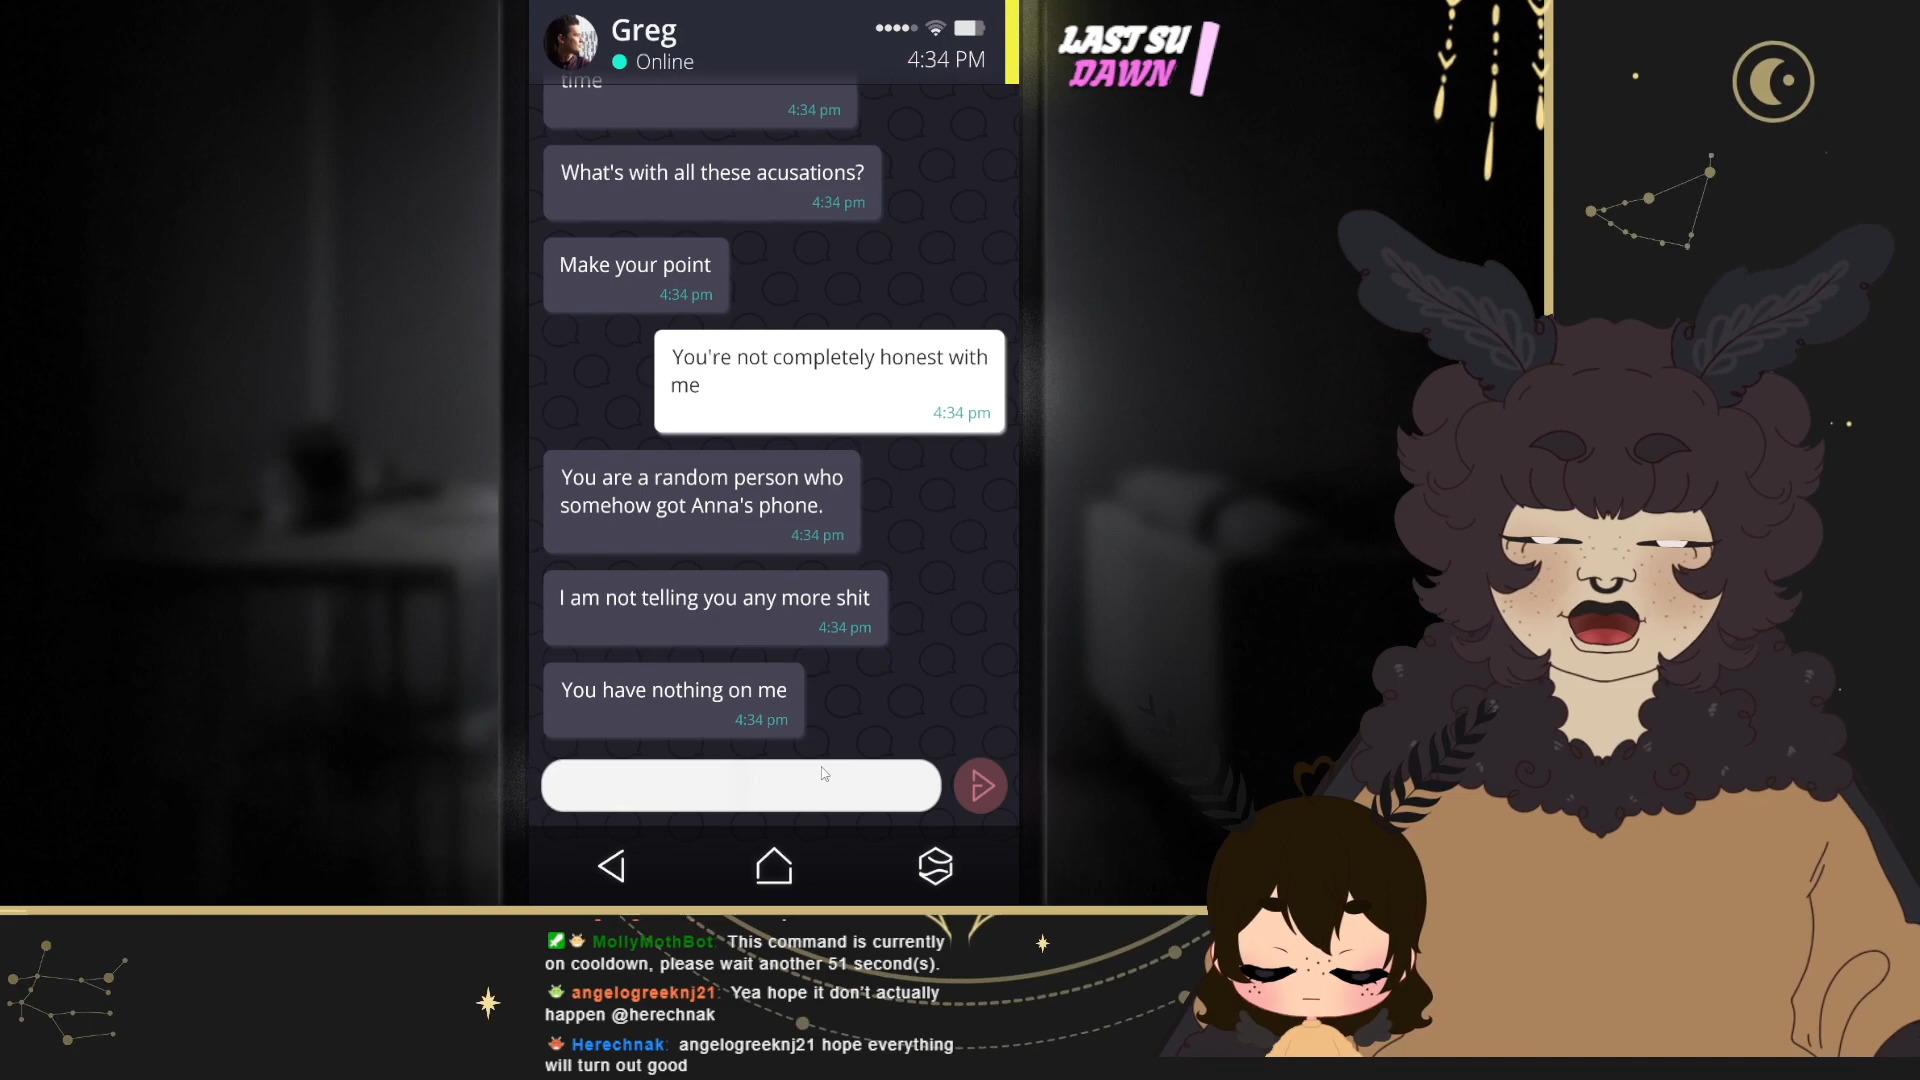 Greg
Online
4:34 PM
LAST SU
DAWN
time
4:34 pm
What's with all these acusations?
4:34 pm
Make your point
4:34 pm
You're not completely honest with
me
4:34 pm
You are a random person who
somehow got Anna's phone.
4:34 pm
I am not telling you any more shit
4:34 pm
You have nothing on me
4:34 pm
MollyMothBot: This command is currently
on cooldown, please wait another 51 second(s).
angelogreeknj21: Yea hope it don't actually
happen @herechnak
Herechnak: angelogreeknj21 hope everything
will turn out good